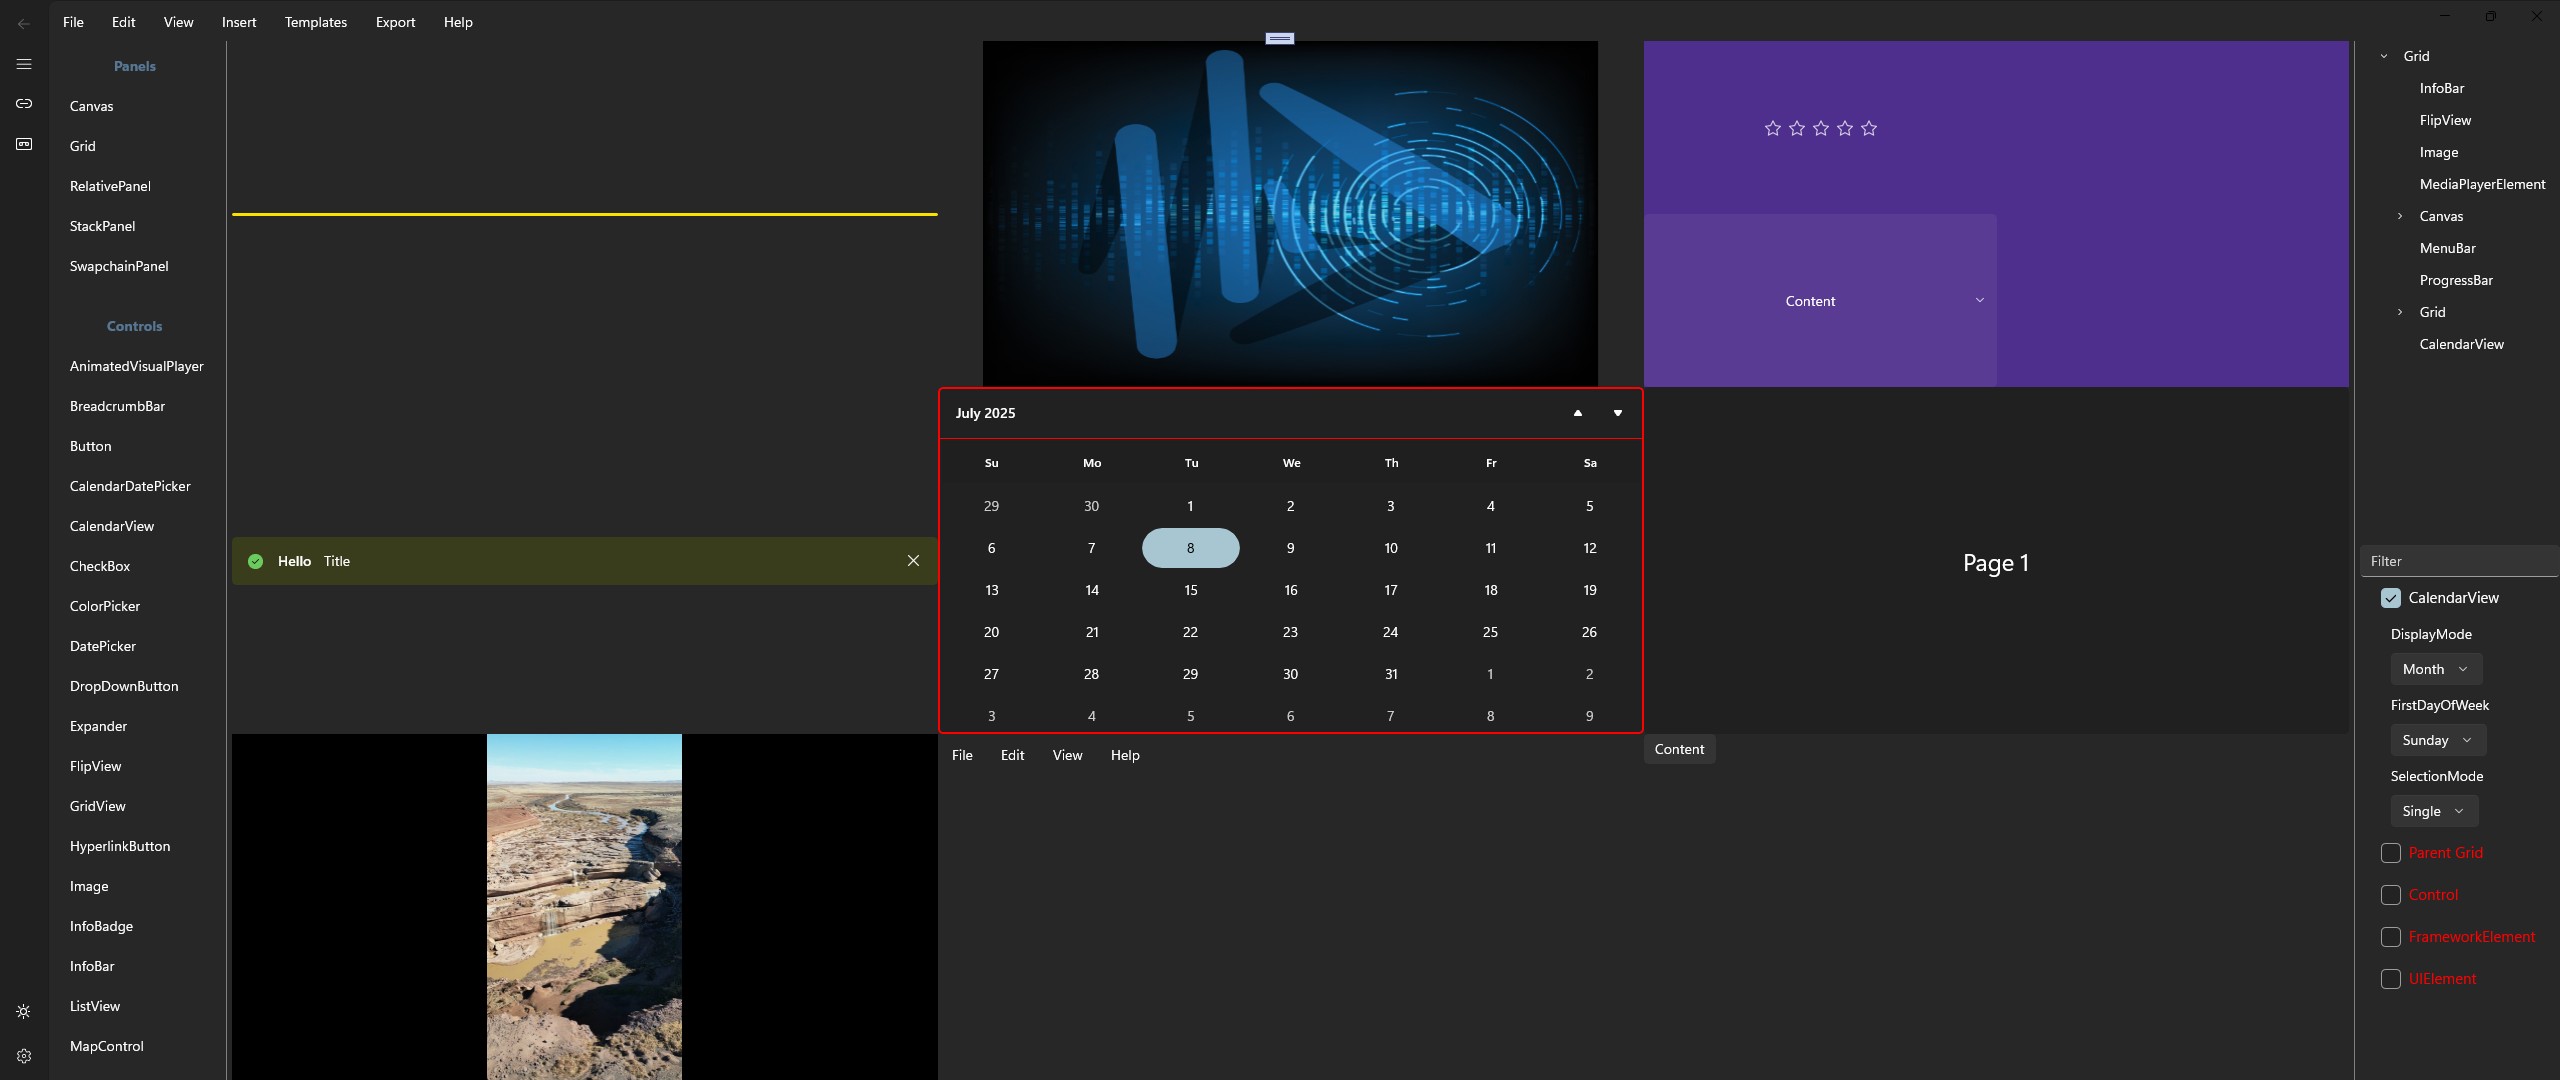 File Edit View Insert Templates Export Help
Panels
Canvas
Grid
RelativePanel
StackPanel
SwapchainPanel
Controls
AnimatedVisualPlayer
BreadcrumbBar
Button
CalendarDatePicker
CalendarView
CheckBox
ColorPicker
DatePicker
DropDownButton
Expander
FlipView
GridView
HyperlinkButton
Image
InfoBadge
InfoBar
ListView
MapControl
Hello Title
July 2025
Su Mo Tu We Th Fr Sa
29 30 1 2 3 4 5
6 7 8 9 10 11 12
13 14 15 16 17 18 19
20 21 22 23 24 25 26
27 28 29 30 31 1 2
3 4 5 6 7 8 9
File Edit View Help
Content
Page 1
Content
Grid
InfoBar
FlipView
Image
MediaPlayerElement
Canvas
MenuBar
ProgressBar
Grid
CalendarView
Filter
CalendarView
DisplayMode
Month
FirstDayOfWeek
Sunday
SelectionMode
Single
Parent Grid
Control
FrameworkElement
UIElement